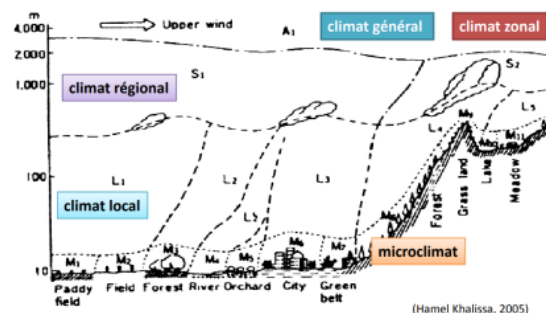 m
4.000
2.000
1.000
100
10
Upper wind
A₁
climat général
climat zonal
climat régional
S₁
S₂
climat local
microclimat
L₁
L₂
L₃
L₄
L₅
L₅
M₁
M₂
M₃
M₄
M₅
M₆
M₇
M₈
M₉
M₁₁
Paddy field
Field
Forest
River
Orchard
City
Green belt
Forest
Grass land
Lake
Meadow
(Hamel Khalissa, 2005)